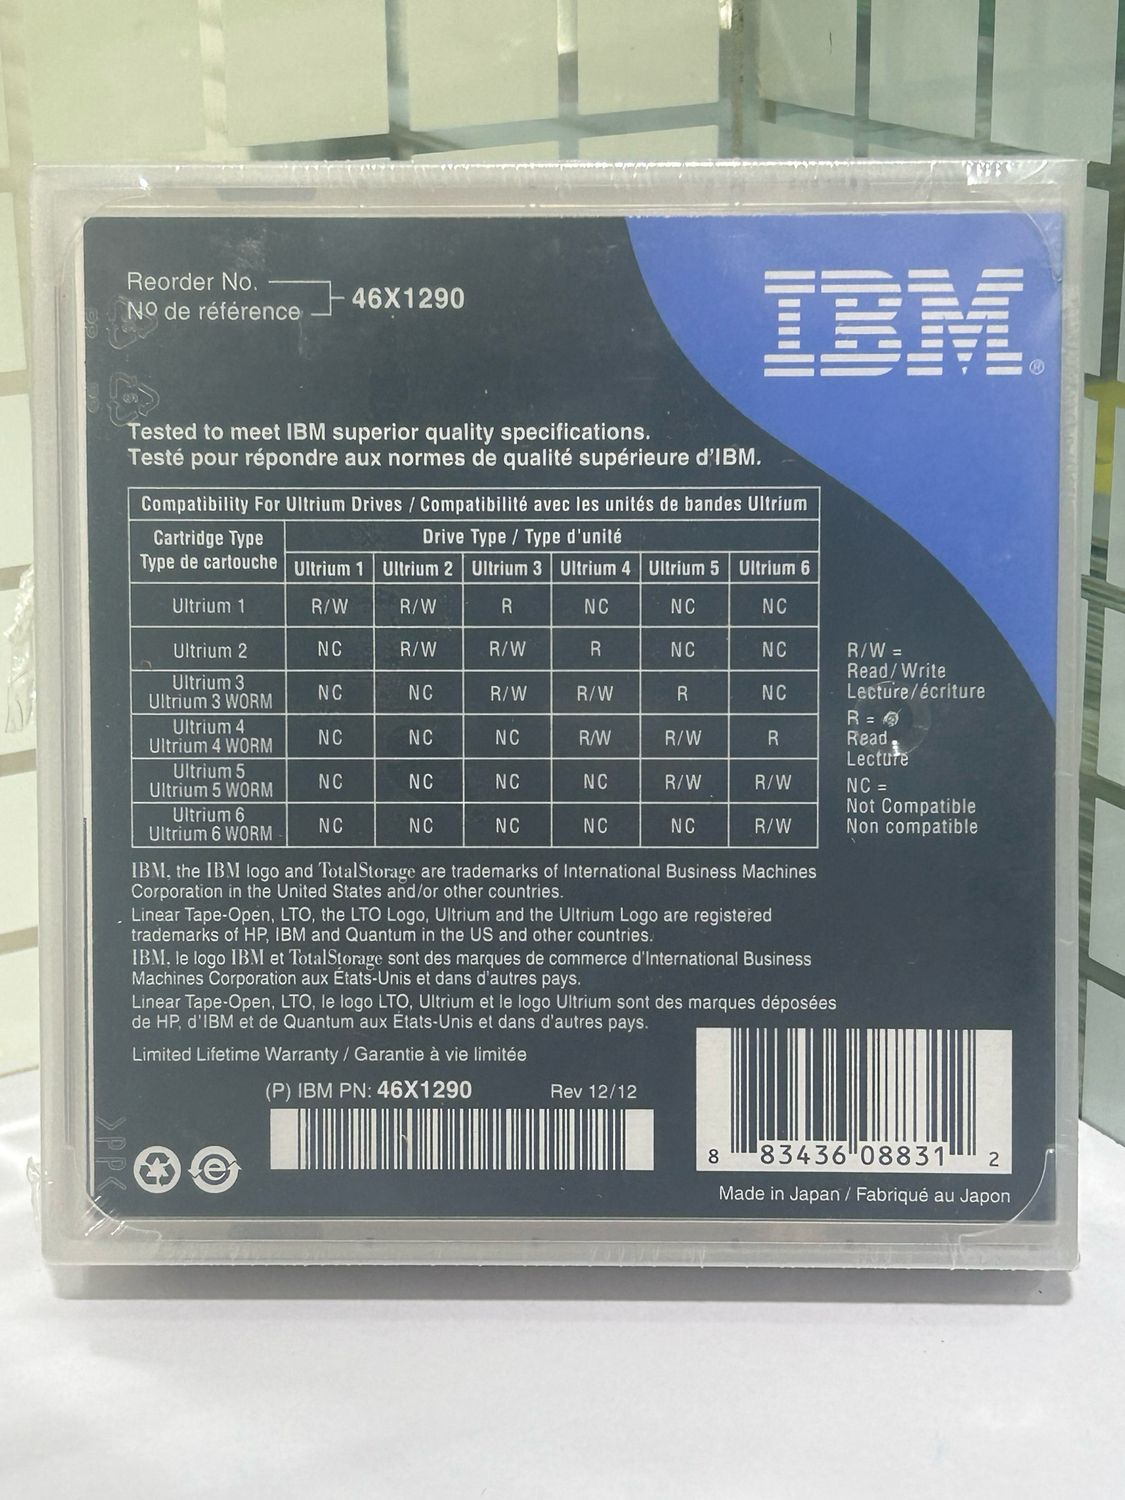 IBM®
Reorder No.
Nº de référence
46X1290
Tested to meet IBM superior quality specifications.
Testé pour répondre aux normes de qualité supérieure d'IBM.
Compatibility For Ultrium Drives / Compatibilité avec les unités de bandes Ultrium
Cartridge Type
Type de cartouche
Drive Type / Type d'unité
Ultrium 1 Ultrium 2 Ultrium 3 Ultrium 4 Ultrium 5 Ultrium 6
Ultrium 1 R/W R/W R NC NC NC
Ultrium 2 NC R/W R/W R NC NC
Ultrium 3
Ultrium 3 WORM NC NC R/W R/W R NC
Ultrium 4
Ultrium 4 WORM NC NC NC R/W R/W R
Ultrium 5
Ultrium 5 WORM NC NC NC NC R/W R/W
Ultrium 6
Ultrium 6 WORM NC NC NC NC NC R/W
R/W =
Read/Write
Lecture/écriture
R =
Read
Lecture
NC =
Not Compatible
Non compatible
IBM, the IBM logo and TotalStorage are trademarks of International Business Machines
Corporation in the United States and/or other countries.
Linear Tape-Open, LTO, the LTO Logo, Ultrium and the Ultrium Logo are registered
trademarks of HP, IBM and Quantum in the US and other countries.
IBM, le logo IBM et TotalStorage sont des marques de commerce d'International Business
Machines Corporation aux États-Unis et dans d'autres pays.
Linear Tape-Open, LTO, le logo LTO, Ultrium et le logo Ultrium sont des marques déposées
de HP, d'IBM et de Quantum aux États-Unis et dans d'autres pays.
Limited Lifetime Warranty / Garantie à vie limitée
(P) IBM PN: 46X1290 Rev 12/12
8 83436 08831 2
Made in Japan / Fabriqué au Japon